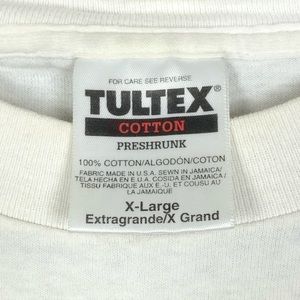 FOR CARE SEE REVERSE
TULTEX®
COTTON
PRESHRUNK
100% COTTON/ALGODÓN/COTON
FABRIC MADE IN U.S.A. SEWN IN JAMAICA/
TELA HECHA EN E.U. COSIDA EN JAMAICA/
TISSU FABRIQUE AUX E.-U. ET COUSU AU
LA JAMAIQUE
X-Large
Extragrande/X Grand